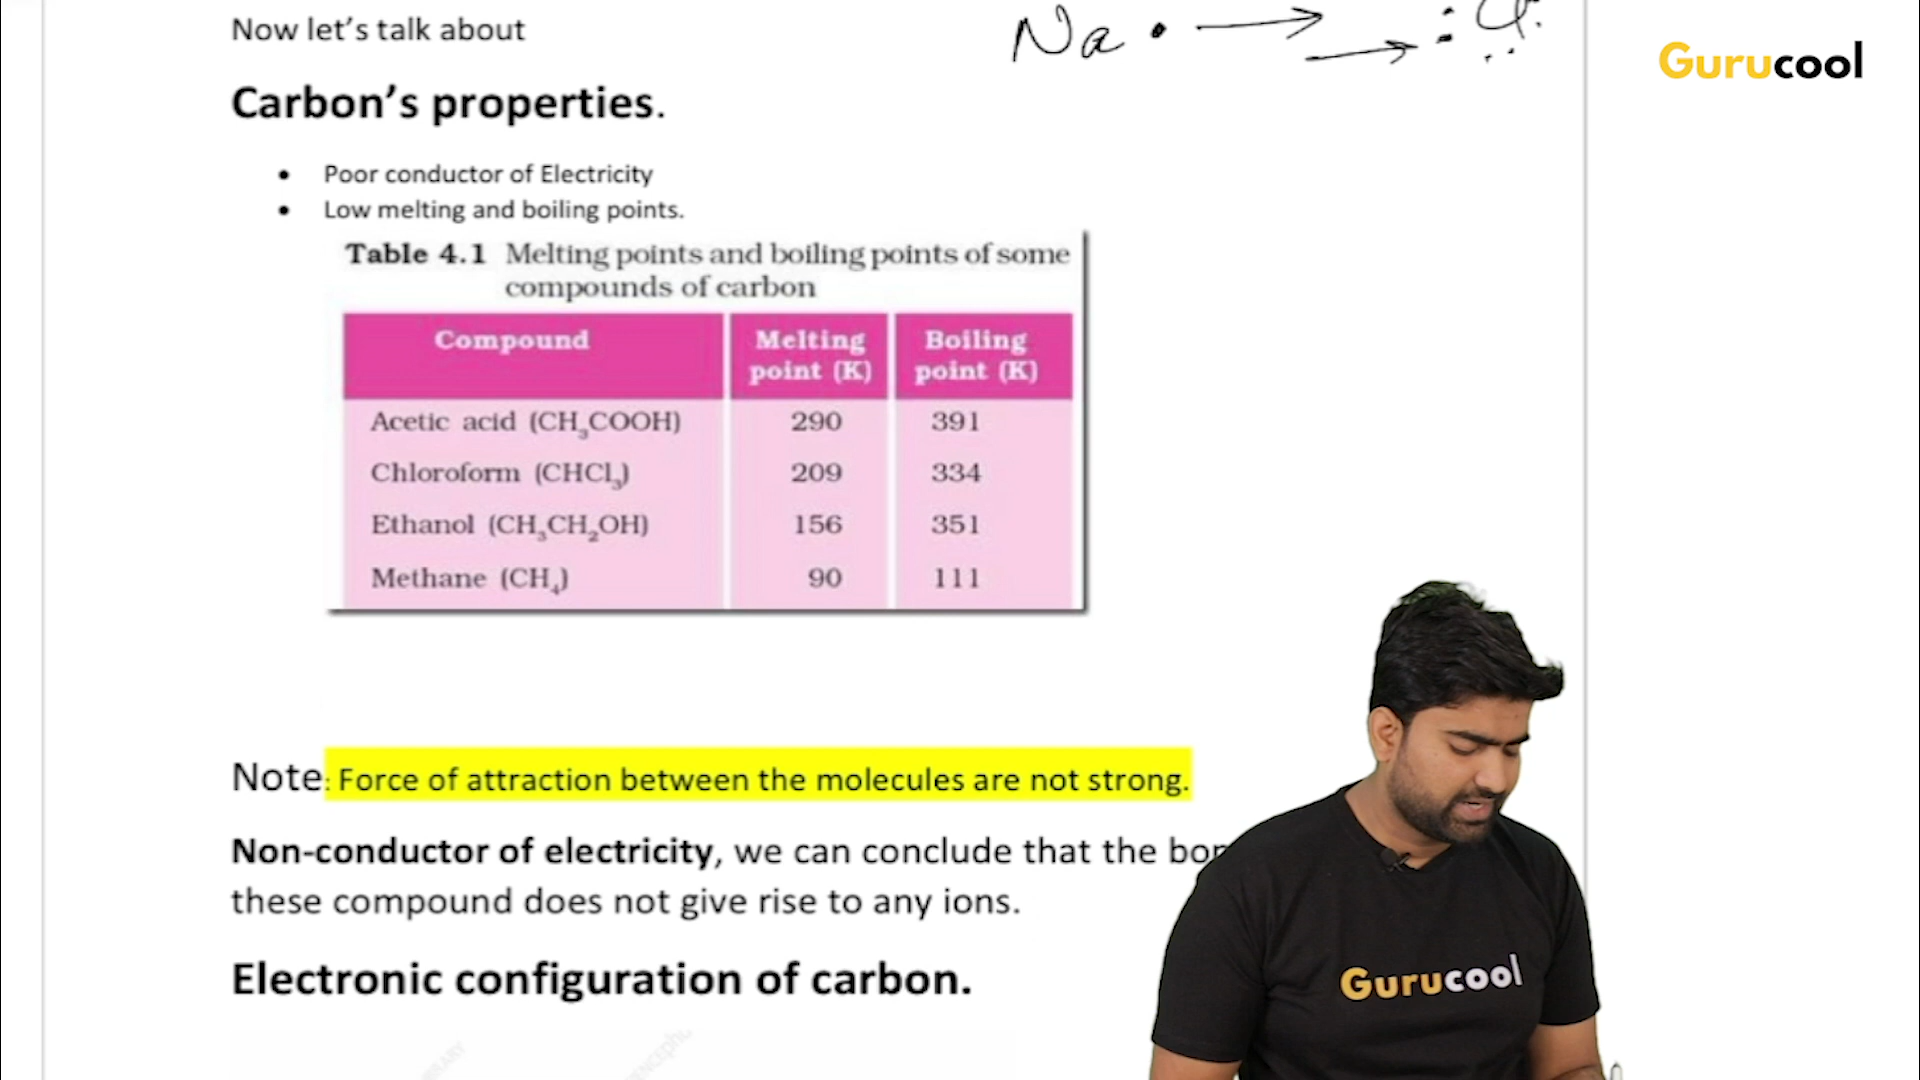 Now let's talk about
Na
Gurucool
Carbon's properties.
• Poor conductor of Electricity
• Low melting and boiling points.
Table 4.1 Melting points and boiling points of some
compounds of carbon
Compound Melting point (K) Boiling point (K)
Acetic acid (CH₃COOH) 290 391
Chloroform (CHCl₃) 209 334
Ethanol (CH₃CH₂OH) 156 351
Methane (CH₄) 90 111
Note: Force of attraction between the molecules are not strong.
Non-conductor of electricity, we can conclude that the
these compound does not give rise to any ions.
Gurucool
Electronic configuration of carbon.